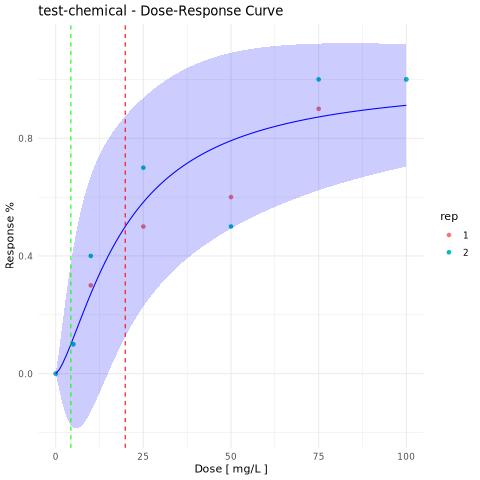 test-chemical - Dose-Response Curve
Response %
0.8
0.4
0.0
0
25
50
75
100
Dose [ mg/L ]
rep
1
2